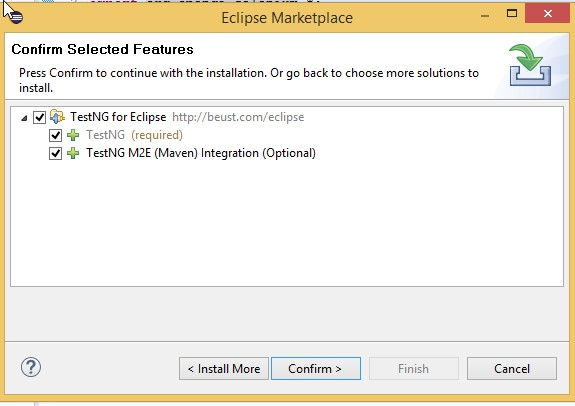 Eclipse Marketplace
Confirm Selected Features
Press Confirm to continue with the installation. Or go back to choose more solutions to
install.
TestNG for Eclipse http://beust.com/eclipse
TestNG (required)
TestNG M2E (Maven) Integration (Optional)
?
< Install More
Confirm >
Finish
Cancel